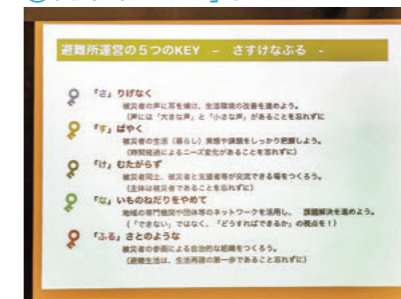 避難所運営の5つのKEY － さすけなぶる -
「さ」りげなく
被災者の声に耳を傾け、生活環境の改善を進めよう。
(声には「大きな声」と「小さな声」があることを忘れずに
「す」ばやく
被災者の生活（暮らし）実態や課題をしっかり把握しよう。
(時間経過によるニーズ変化があることを忘れずに)
「け」むたがらず
被災者同士、被災者と支援者等が交流できる場をつくろう。
(主体は被災者であることを忘れずに)
「な」いものねだりをやめて
地域の専門機関や団体等のネットワークを活用し、 課題解決を進めよう。
(「できない」ではなく、「どうすればできるか」の視点を！)
「ふる」さとのような
被災者の参画による自治的な組織をつくろう。
(避難生活は、生活再建の第一歩であること忘れずに)